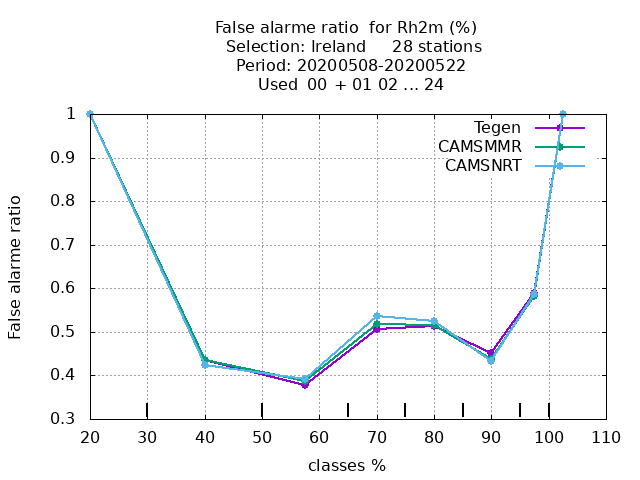 False alarme ratio  for Rh2m (%)
Selection: Ireland     28 stations
Period: 20200508-20200522
Used  00 + 01 02 ... 24
1
0.9
0.8
0.7
0.6
0.5
0.4
0.3
False alarme ratio
Tegen
CAMSMMR
CAMSNRT
20 30 40 50 60 70 80 90 100 110
classes %